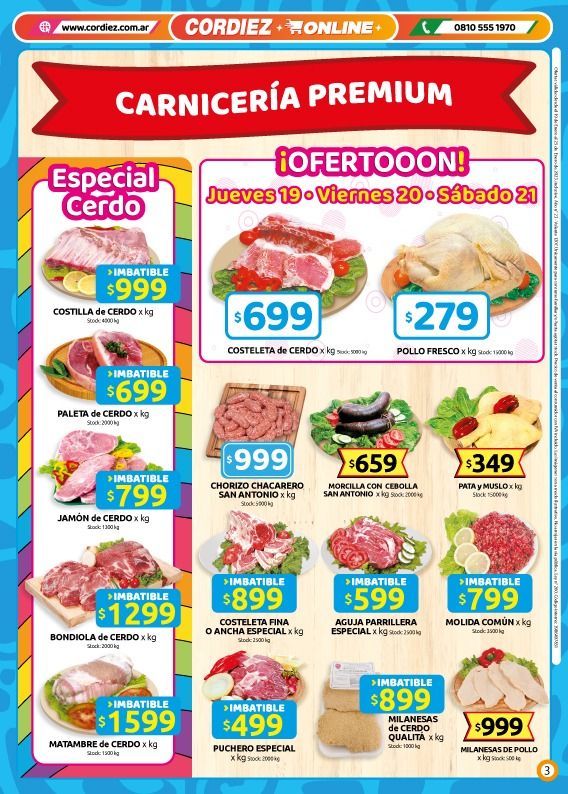 www.cordiez.com.ar
CORDIEZ ONLINE
0810 555 1970
CARNICERÍA PREMIUM
Especial
Cerdo
IMBATIBLE
$999
COSTILLA de CERDO x kg
Stock: 4000 kg
IMBATIBLE
$699
PALETA de CERDO x kg
Stock: 2000 kg
IMBATIBLE
$799
JAMÓN de CERDO x kg
Stock: 1300 kg
IMBATIBLE
$1299
BONDIOLA de CERDO x kg
Stock: 2000 kg
IMBATIBLE
$1599
MATAMBRE de CERDO x kg
Stock: 1500 kg
¡OFERTOOON!
Jueves 19 • Viernes 20 • Sábado 21
$699
COSTELETA de CERDO x kg Stock: 5000 kg
$279
POLLO FRESCO x kg Stock: 15000 kg
$999
CHORIZO CHACARERO
SAN ANTONIO x kg
Stock: 5000 kg
$659
MORCILLA CON CEBOLLA
SAN ANTONIO x kg Stock: 2000 kg
$349
PATA y MUSLO x kg
Stock: 15000 kg
IMBATIBLE
$899
COSTELETA FINA
O ANCHA ESPECIAL x kg
Stock: 2500 kg
IMBATIBLE
$599
AGUJA PARRILLERA
ESPECIAL x kg Stock: 2500 kg
IMBATIBLE
$799
MOLIDA COMÚN x kg
Stock: 3500 kg
IMBATIBLE
$499
PUCHERO ESPECIAL
x kg Stock: 2000 kg
IMBATIBLE
$899
MILANESAS
de CERDO
QUALITÁ x kg
Stock: 1000 kg
$999
MILANESAS DE POLLO
x kg Stock: 500 kg
3